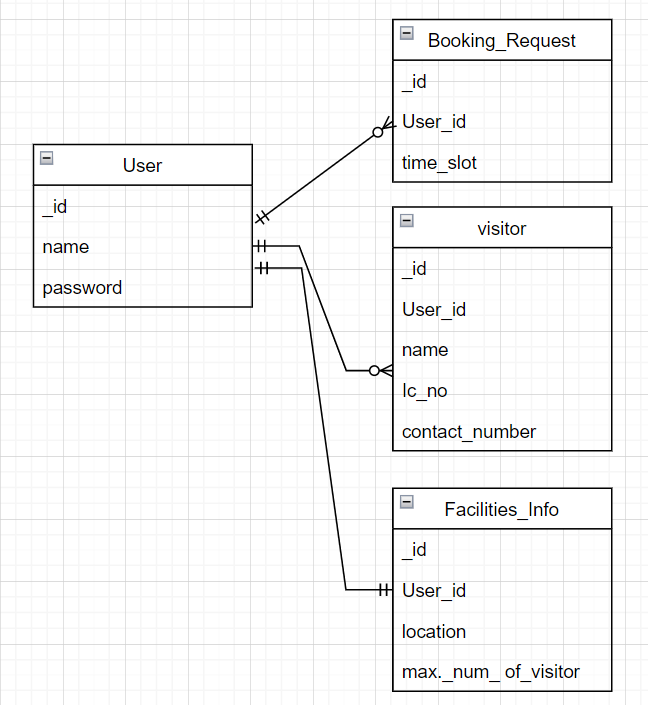 Booking_Request
_id
User_id
time_slot
User
_id
name
password
visitor
_id
User_id
name
Ic_no
contact_number
Facilities_Info
_id
User_id
location
max._num_ of_visitor